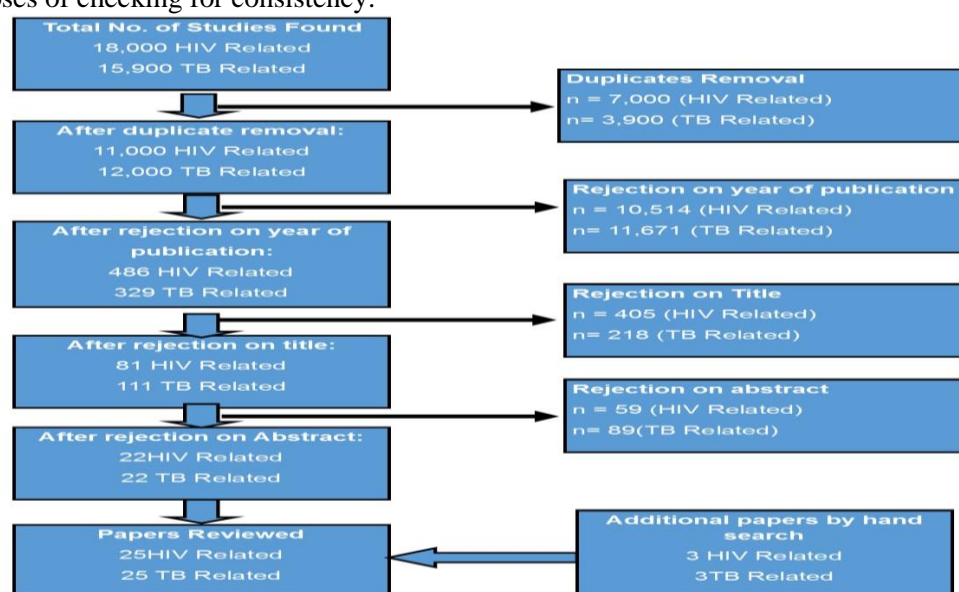 oses of checking for consistency.
Total No. of Studies Found
18,000 HIV Related
15,900 TB Related
Duplicates Removal
n = 7,000 (HIV Related)
n= 3,900 (TB Related)
After duplicate removal:
11,000 HIV Related
12,000 TB Related
Rejection on year of publication
n = 10,514 (HIV Related)
n= 11,671 (TB Related)
After rejection on year of
publication:
486 HIV Related
329 TB Related
Rejection on Title
n = 405 (HIV Related)
n= 218 (TB Related)
After rejection on title:
81 HIV Related
111 TB Related
Rejection on abstract
n = 59 (HIV Related)
n= 89(TB Related)
After rejection on Abstract:
22HIV Related
22 TB Related
Papers Reviewed
25HIV Related
25 TB Related
Additional papers by hand
search
3 HIV Related
3TB Related